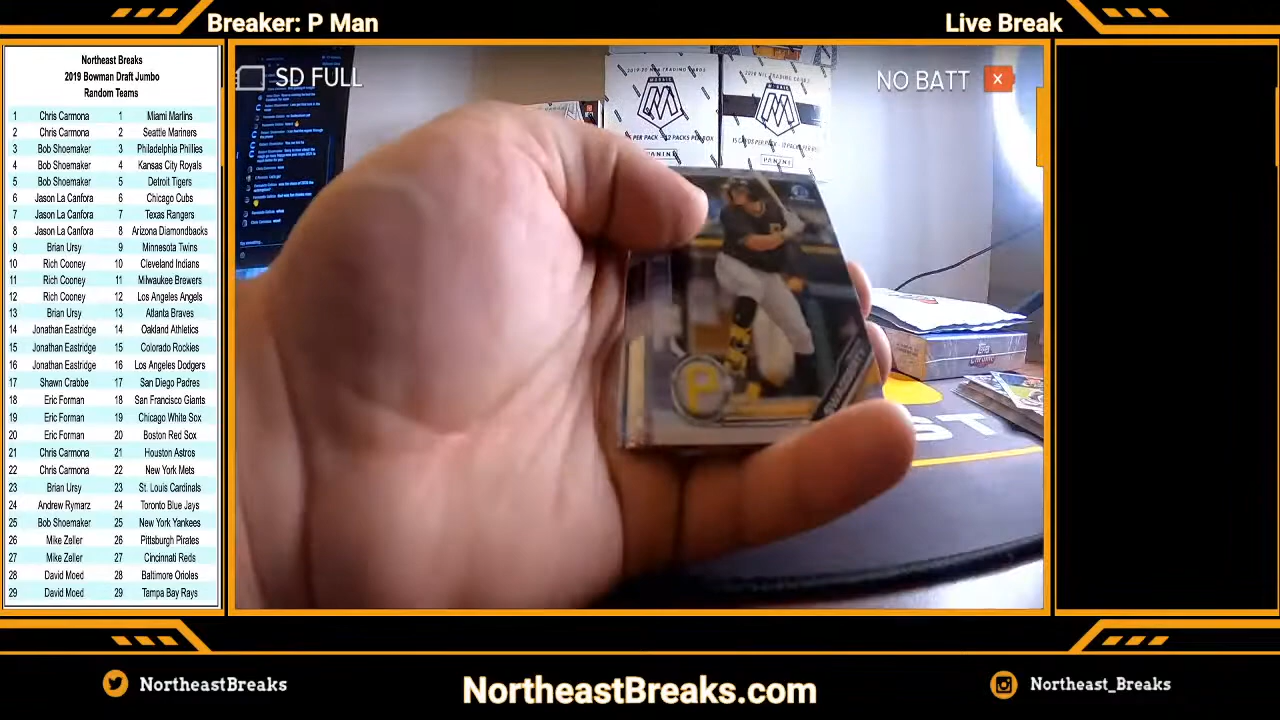 Breaker: P Man
Live Break
Northeast Breaks
2019 Bowman Draft Jumbo
Random Teams
1 Chris Carmona 1 Miami Marlins
2 Chris Carmona 2 Seattle Mariners
3 Bob Shoemaker 3 Philadelphia Phillies
4 Bob Shoemaker 4 Kansas City Royals
5 Bob Shoemaker 5 Detroit Tigers
6 Jason La Canfora 6 Chicago Cubs
7 Jason La Canfora 7 Texas Rangers
8 Jason La Canfora 8 Arizona Diamondbacks
9 Brian Ursy 9 Minnesota Twins
10 Rich Cooney 10 Cleveland Indians
11 Rich Cooney 11 Milwaukee Brewers
12 Rich Cooney 12 Los Angeles Angels
13 Brian Ursy 13 Atlanta Braves
14 Jonathan Eastridge 14 Oakland Athletics
15 Jonathan Eastridge 15 Colorado Rockies
16 Jonathan Eastridge 16 Los Angeles Dodgers
17 Shawn Crabbe 17 San Diego Padres
18 Eric Forman 18 San Francisco Giants
19 Eric Forman 19 Chicago White Sox
20 Eric Forman 20 Boston Red Sox
21 Chris Carmona 21 Houston Astros
22 Chris Carmona 22 New York Mets
23 Brian Ursy 23 St. Louis Cardinals
24 Andrew Rymarz 24 Toronto Blue Jays
25 Bob Shoemaker 25 New York Yankees
26 Mike Zeller 26 Pittsburgh Pirates
27 Mike Zeller 27 Cincinnati Reds
28 David Moed 28 Baltimore Orioles
29 David Moed 29 Tampa Bay Rays
SD FULL
NO BATT
PANINI
PANINI
Topps
ST
P
NortheastBreaks
NortheastBreaks.com
Northeast_Breaks